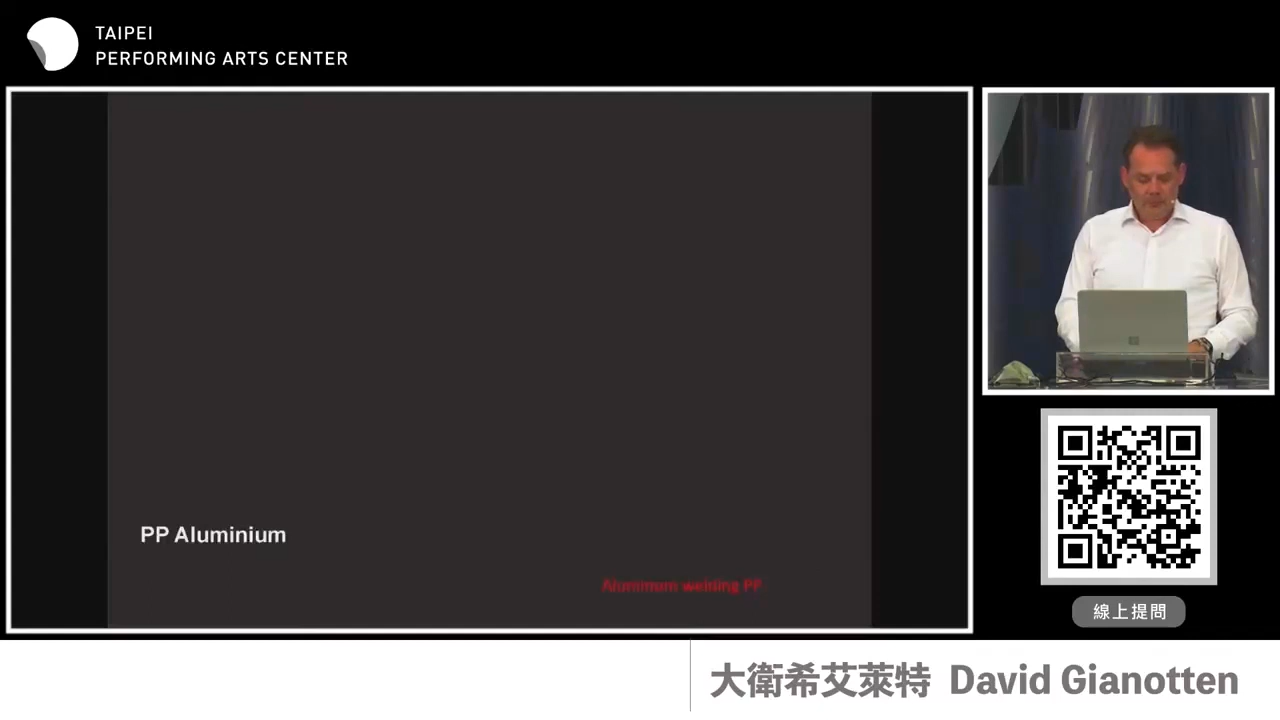 TAIPEI
PERFORMING ARTS CENTER
PP Aluminium
Aluminum welding PP
線上提問
大衛希艾萊特 David Gianotten